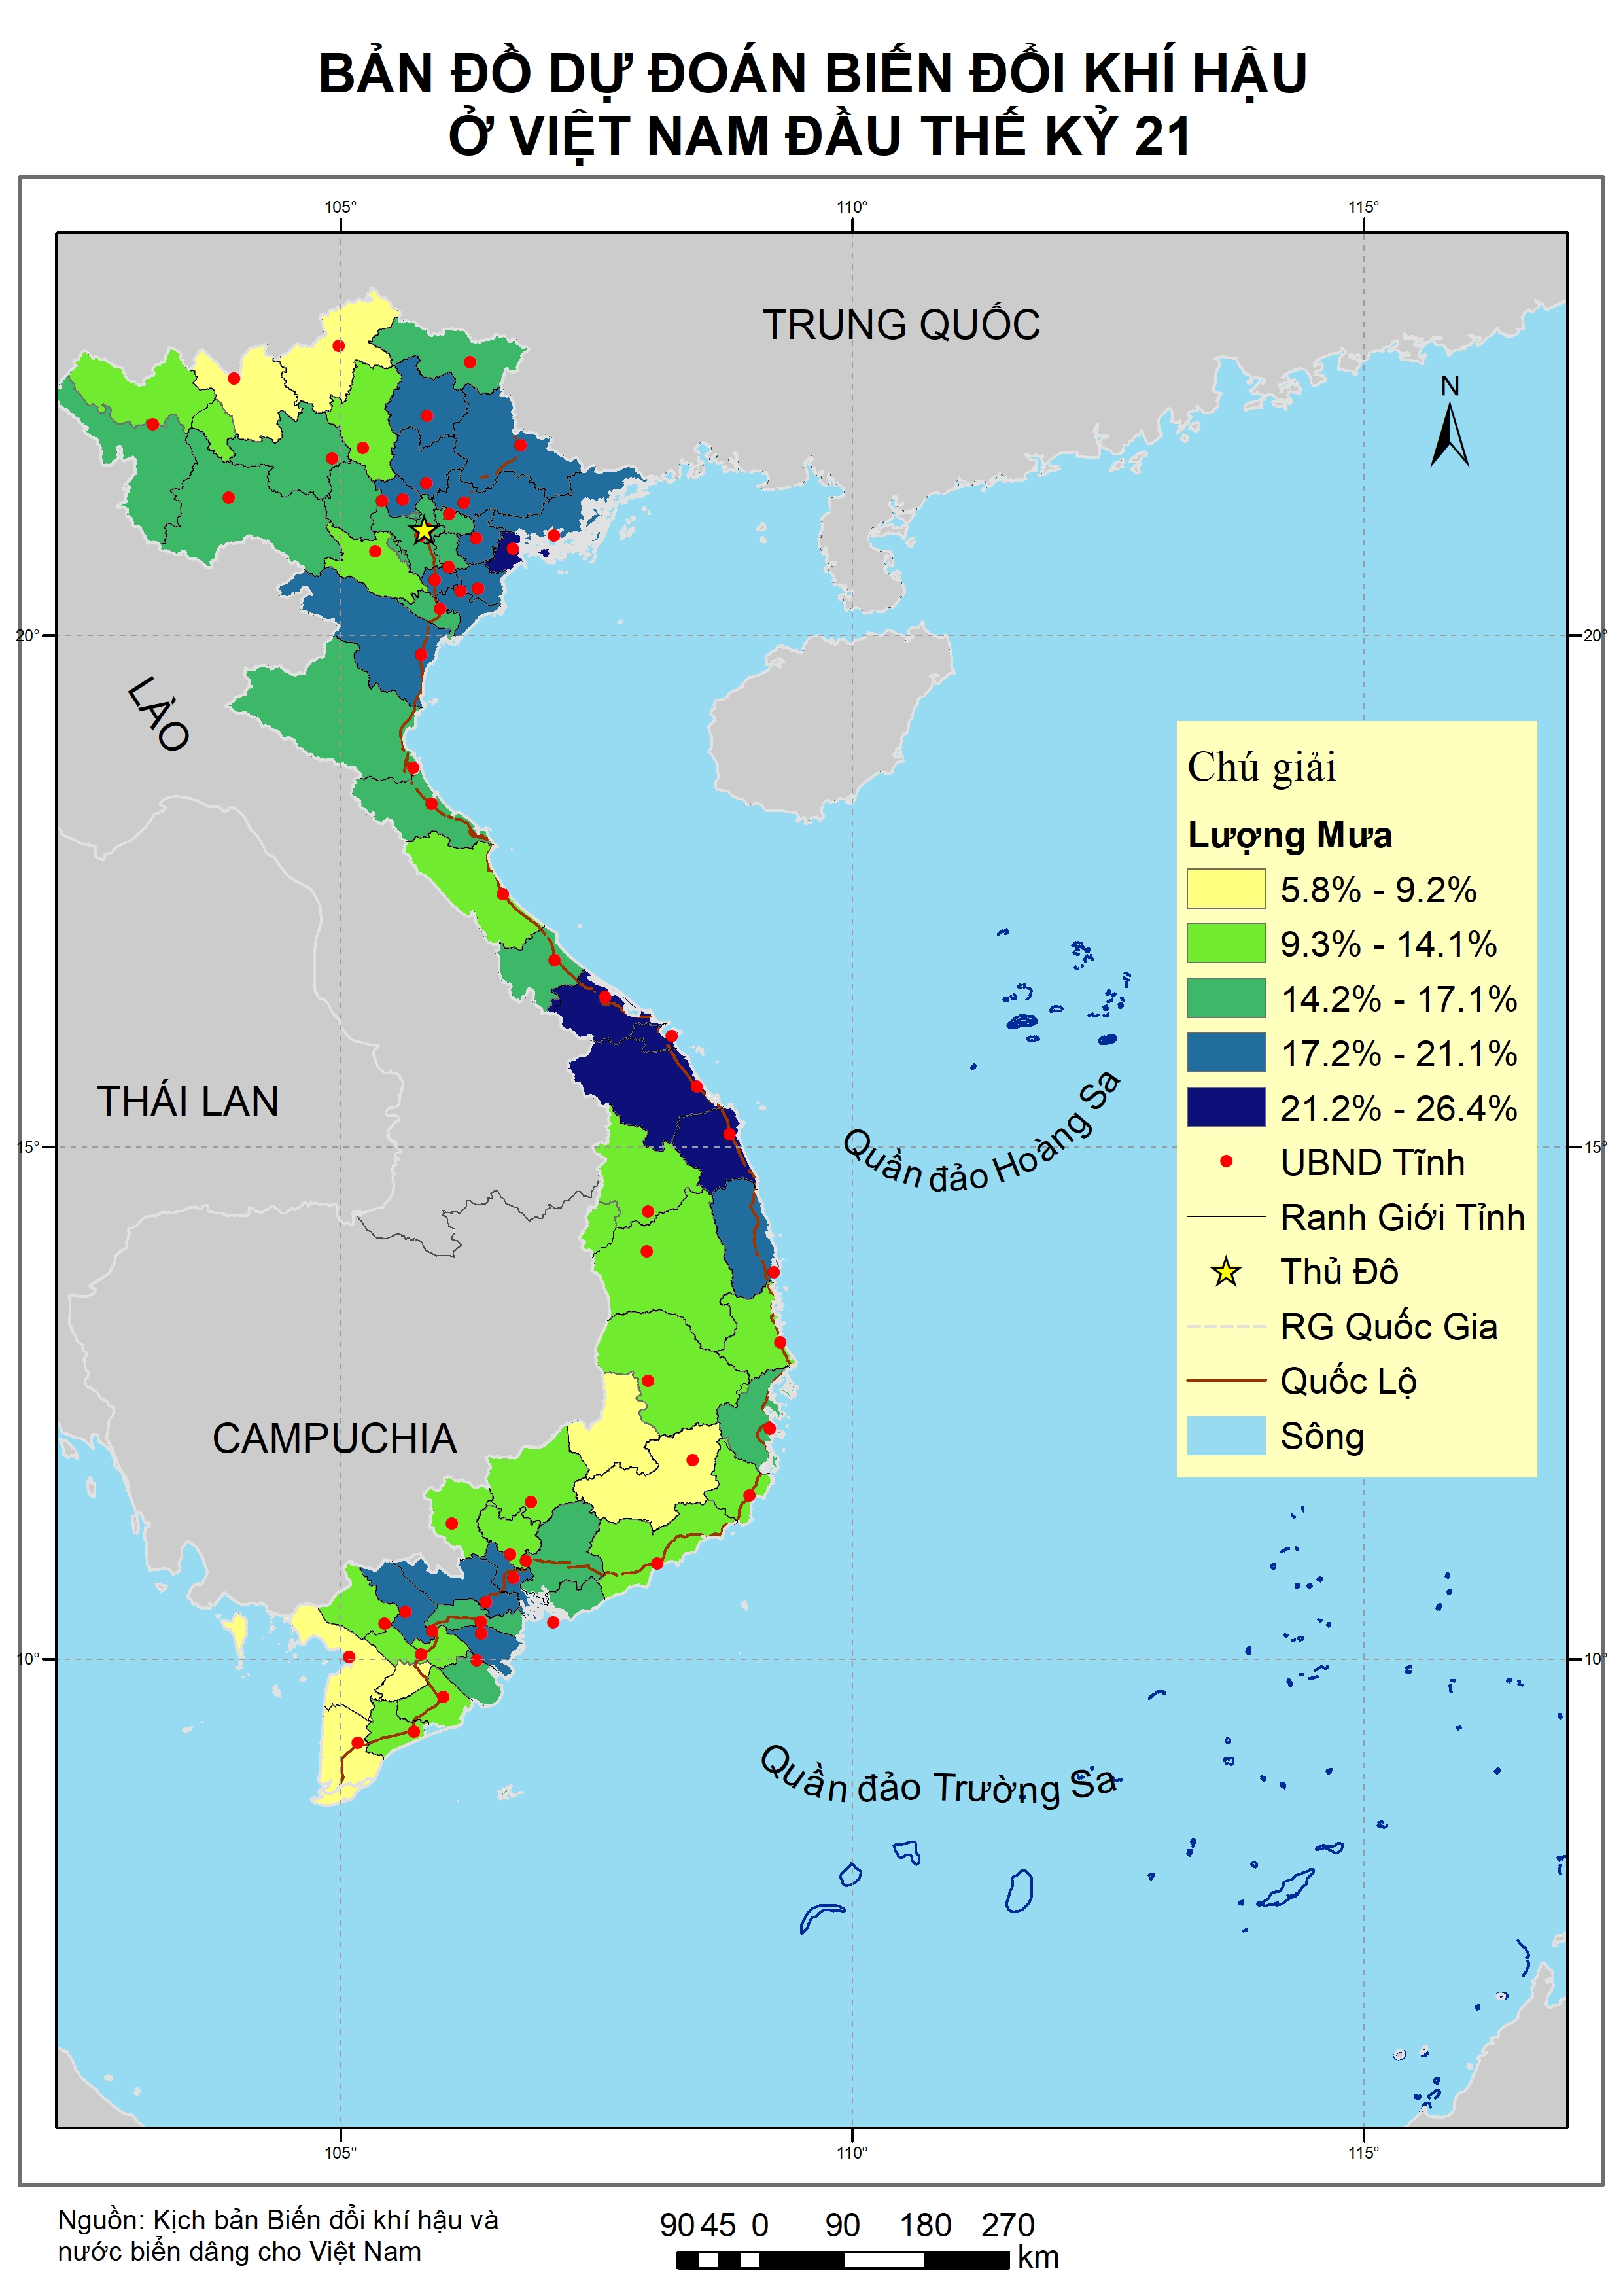 BẢN ĐỒ DỰ ĐOÁN BIẾN ĐỔI KHÍ HẬU
Ở VIỆT NAM ĐẦU THẾ KỶ 21
105°
110°
115°
TRUNG QUỐC
N
20°
20°
LÀO
Chú giải
Lượng Mưa
5.8% - 9.2%
9.3% - 14.1%
14.2% - 17.1%
17.2% - 21.1%
21.2% - 26.4%
UBND Tĩnh
Ranh Giới Tỉnh
Thủ Đô
RG Quốc Gia
Quốc Lộ
Sông
THÁI LAN
Quần đảo Hoàng Sa
15°
15°
CAMPUCHIA
10°
10°
Quần đảo Trường Sa
105°
110°
115°
Nguồn: Kịch bản Biến đổi khí hậu và
nước biển dâng cho Việt Nam
90 45 0 90 180 270
km